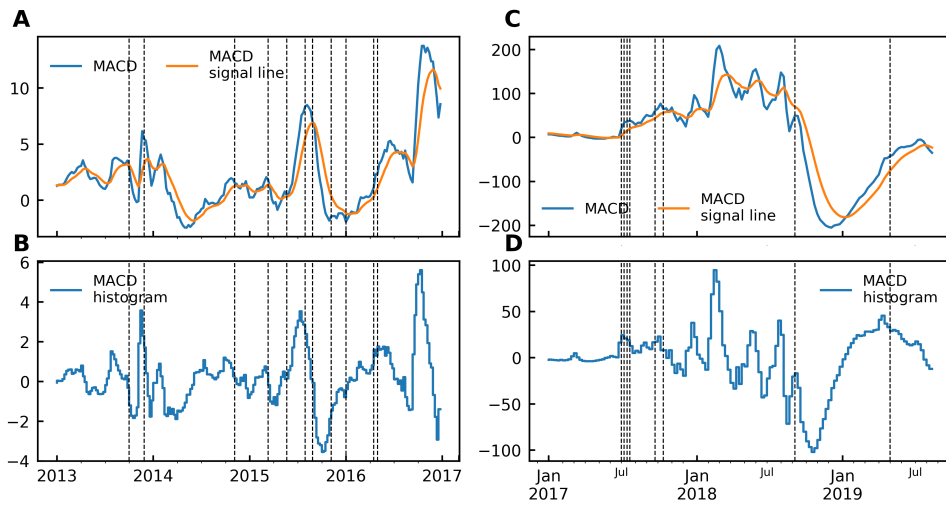 A
MACD
MACD
signal line
10
5
0
B
MACD
histogram
6
4
2
0
−2
−4
2013
2014
2015
2016
2017
C
200
100
0
−100
−200
MACD
MACD
signal line
D
MACD
histogram
100
50
0
−50
−100
Jan
2017
Jul
Jan
2018
Jul
Jan
2019
Jul